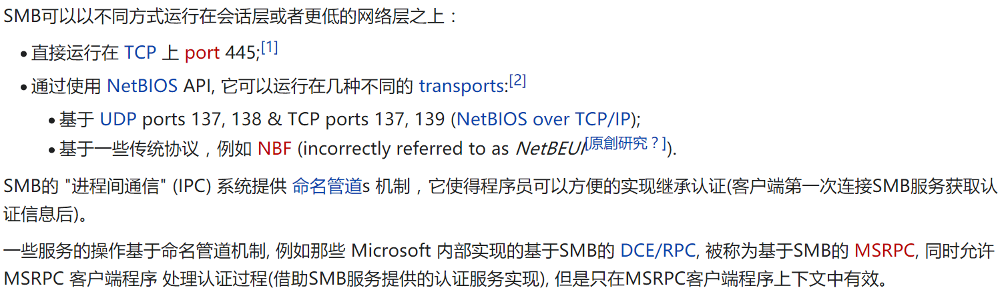 SMB可以以不同方式运行在会话层或者更低的网络层之上：
• 直接运行在 TCP 上 port 445;[1]
• 通过使用 NetBIOS API, 它可以运行在几种不同的 transports:[2]
• 基于 UDP ports 137, 138 & TCP ports 137, 139 (NetBIOS over TCP/IP);
• 基于一些传统协议，例如 NBF (incorrectly referred to as NetBEUI[原創研究？]).
SMB的 "进程间通信" (IPC) 系统提供 命名管道s 机制，它使得程序员可以方便的实现继承认证(客户端第一次连接SMB服务获取认
证信息后)。
一些服务的操作基于命名管道机制, 例如那些 Microsoft 内部实现的基于SMB的 DCE/RPC, 被称为基于SMB的 MSRPC, 同时允许
MSRPC 客户端程序 处理认证过程(借助SMB服务提供的认证服务实现), 但是只在MSRPC客户端程序上下文中有效。